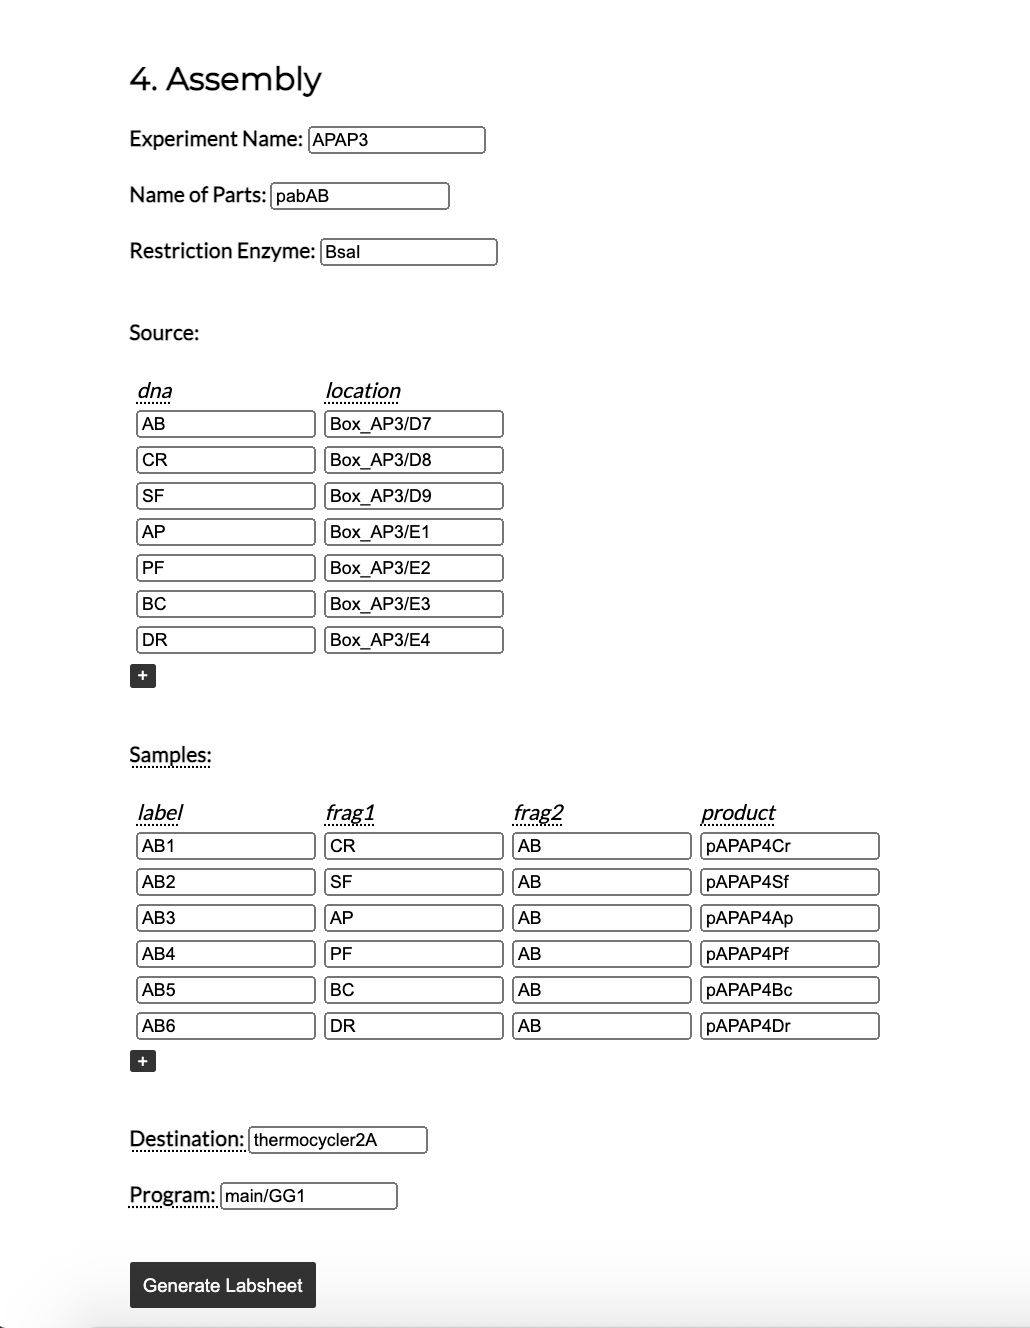 4. Assembly
Experiment Name: APAP3
Name of Parts: pabAB
Restriction Enzyme: BsaI
Source:
dna location
AB Box_AP3/D7
CR Box_AP3/D8
SF Box_AP3/D9
AP Box_AP3/E1
PF Box_AP3/E2
BC Box_AP3/E3
DR Box_AP3/E4
+
Samples:
label frag1 frag2 product
AB1 CR AB pAPAP4Cr
AB2 SF AB pAPAP4Sf
AB3 AP AB pAPAP4Ap
AB4 PF AB pAPAP4Pf
AB5 BC AB pAPAP4Bc
AB6 DR AB pAPAP4Dr
+
Destination: thermocycler2A
Program: main/GG1
Generate Labsheet